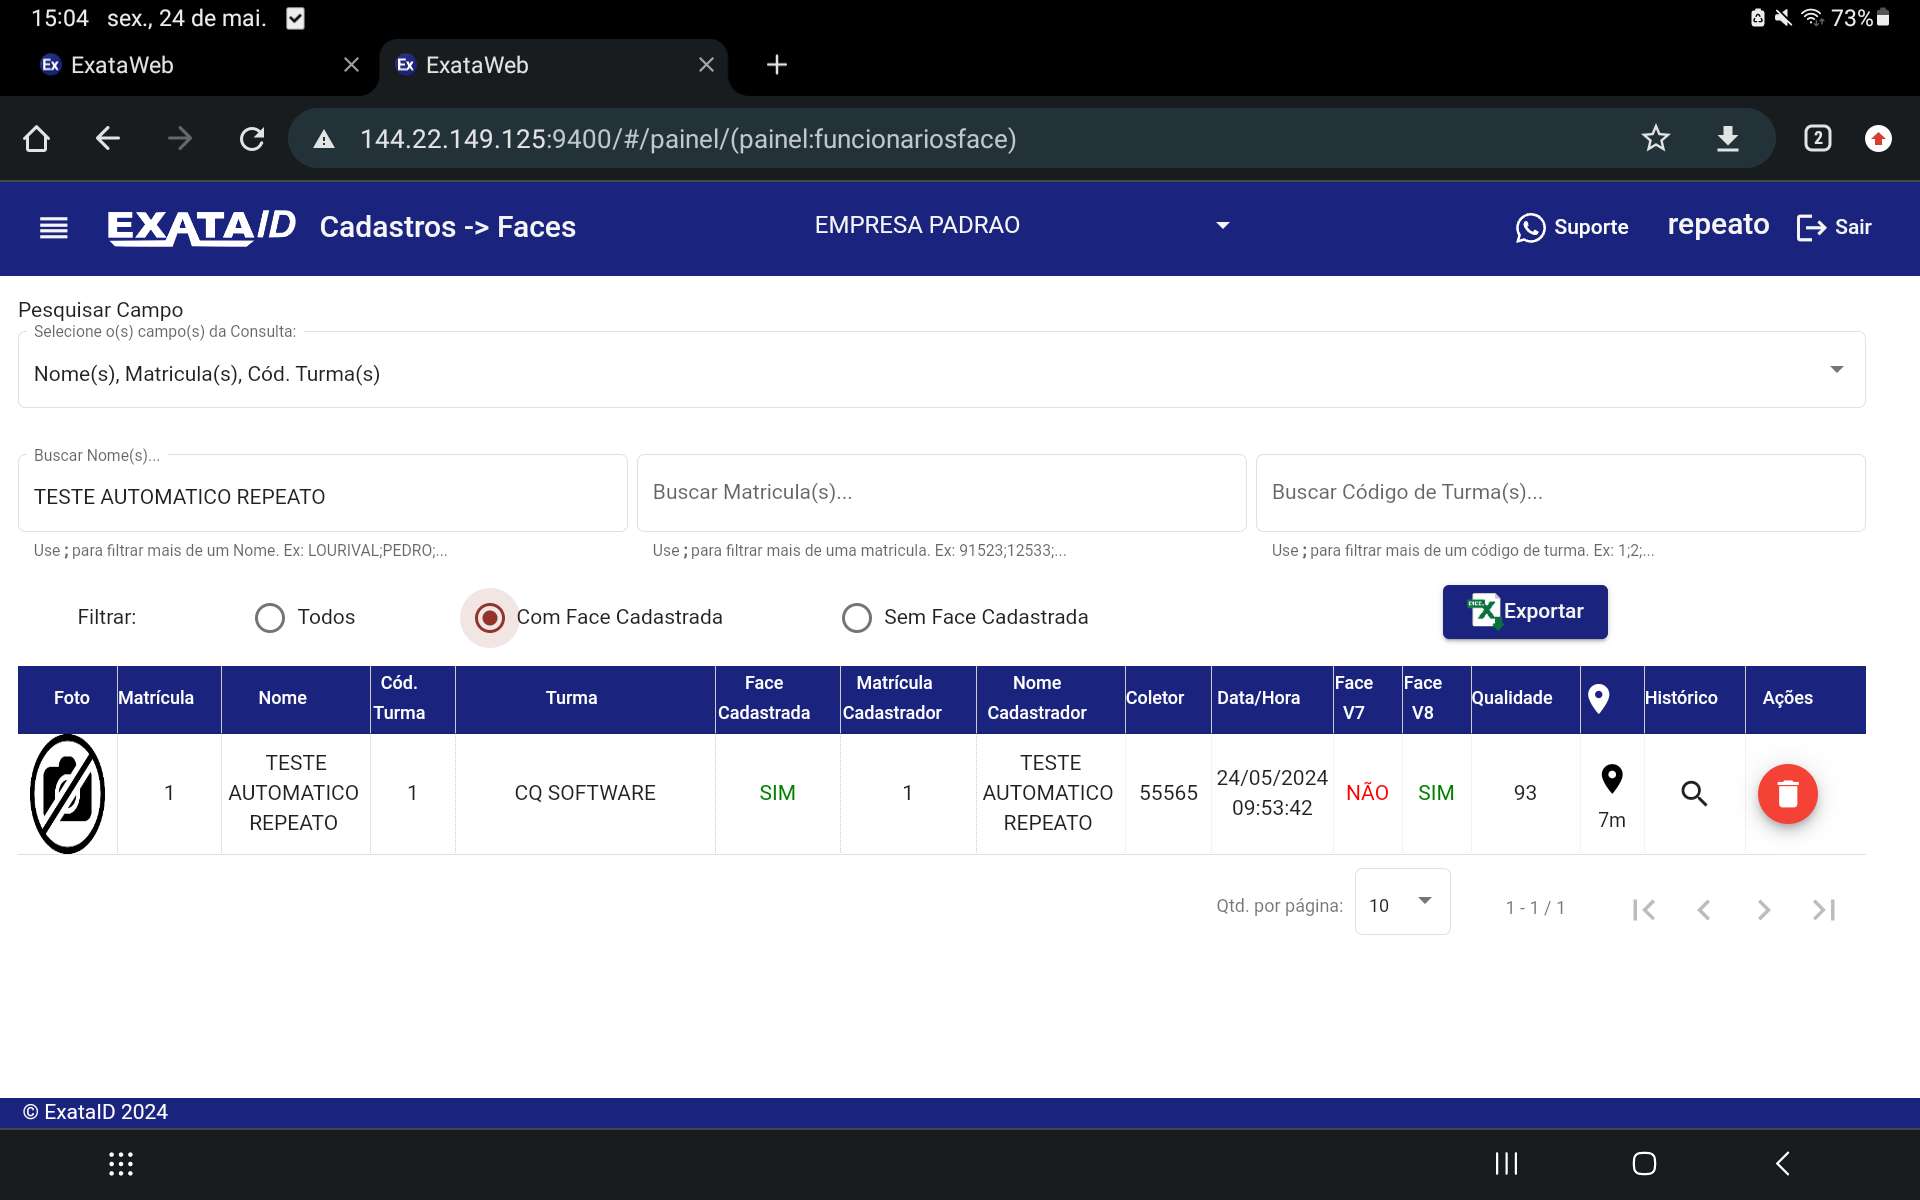 15:04 sex., 24 de mai. 73%
Ex ExataWeb Ex ExataWeb
144.22.149.125:9400/#/painel/(painel:funcionariosface) 2
EXATAID Cadastros -> Faces EMPRESA PADRAO Suporte repeato Sair
Pesquisar Campo
Selecione o(s) campo(s) da Consulta:
Nome(s), Matricula(s), Cód. Turma(s)
Buscar Nome(s)...
TESTE AUTOMATICO REPEATO Buscar Matricula(s)... Buscar Código de Turma(s)...
Use ; para filtrar mais de um Nome. Ex: LOURIVAL;PEDRO;... Use ; para filtrar mais de uma matricula. Ex: 91523;12533;... Use ; para filtrar mais de um código de turma. Ex: 1;2;...
Filtrar: Todos Com Face Cadastrada Sem Face Cadastrada Exportar
Foto Matrícula Nome Cód. Turma Turma Face Cadastrada Matrícula Cadastrador Nome Cadastrador Coletor Data/Hora Face V7 Face V8 Qualidade Histórico Ações
1 TESTE AUTOMATICO REPEATO 1 CQ SOFTWARE SIM 1 TESTE AUTOMATICO REPEATO 55565 24/05/2024 09:53:42 NÃO SIM 93 7m
Qtd. por página: 10 1 - 1 / 1
© ExataID 2024